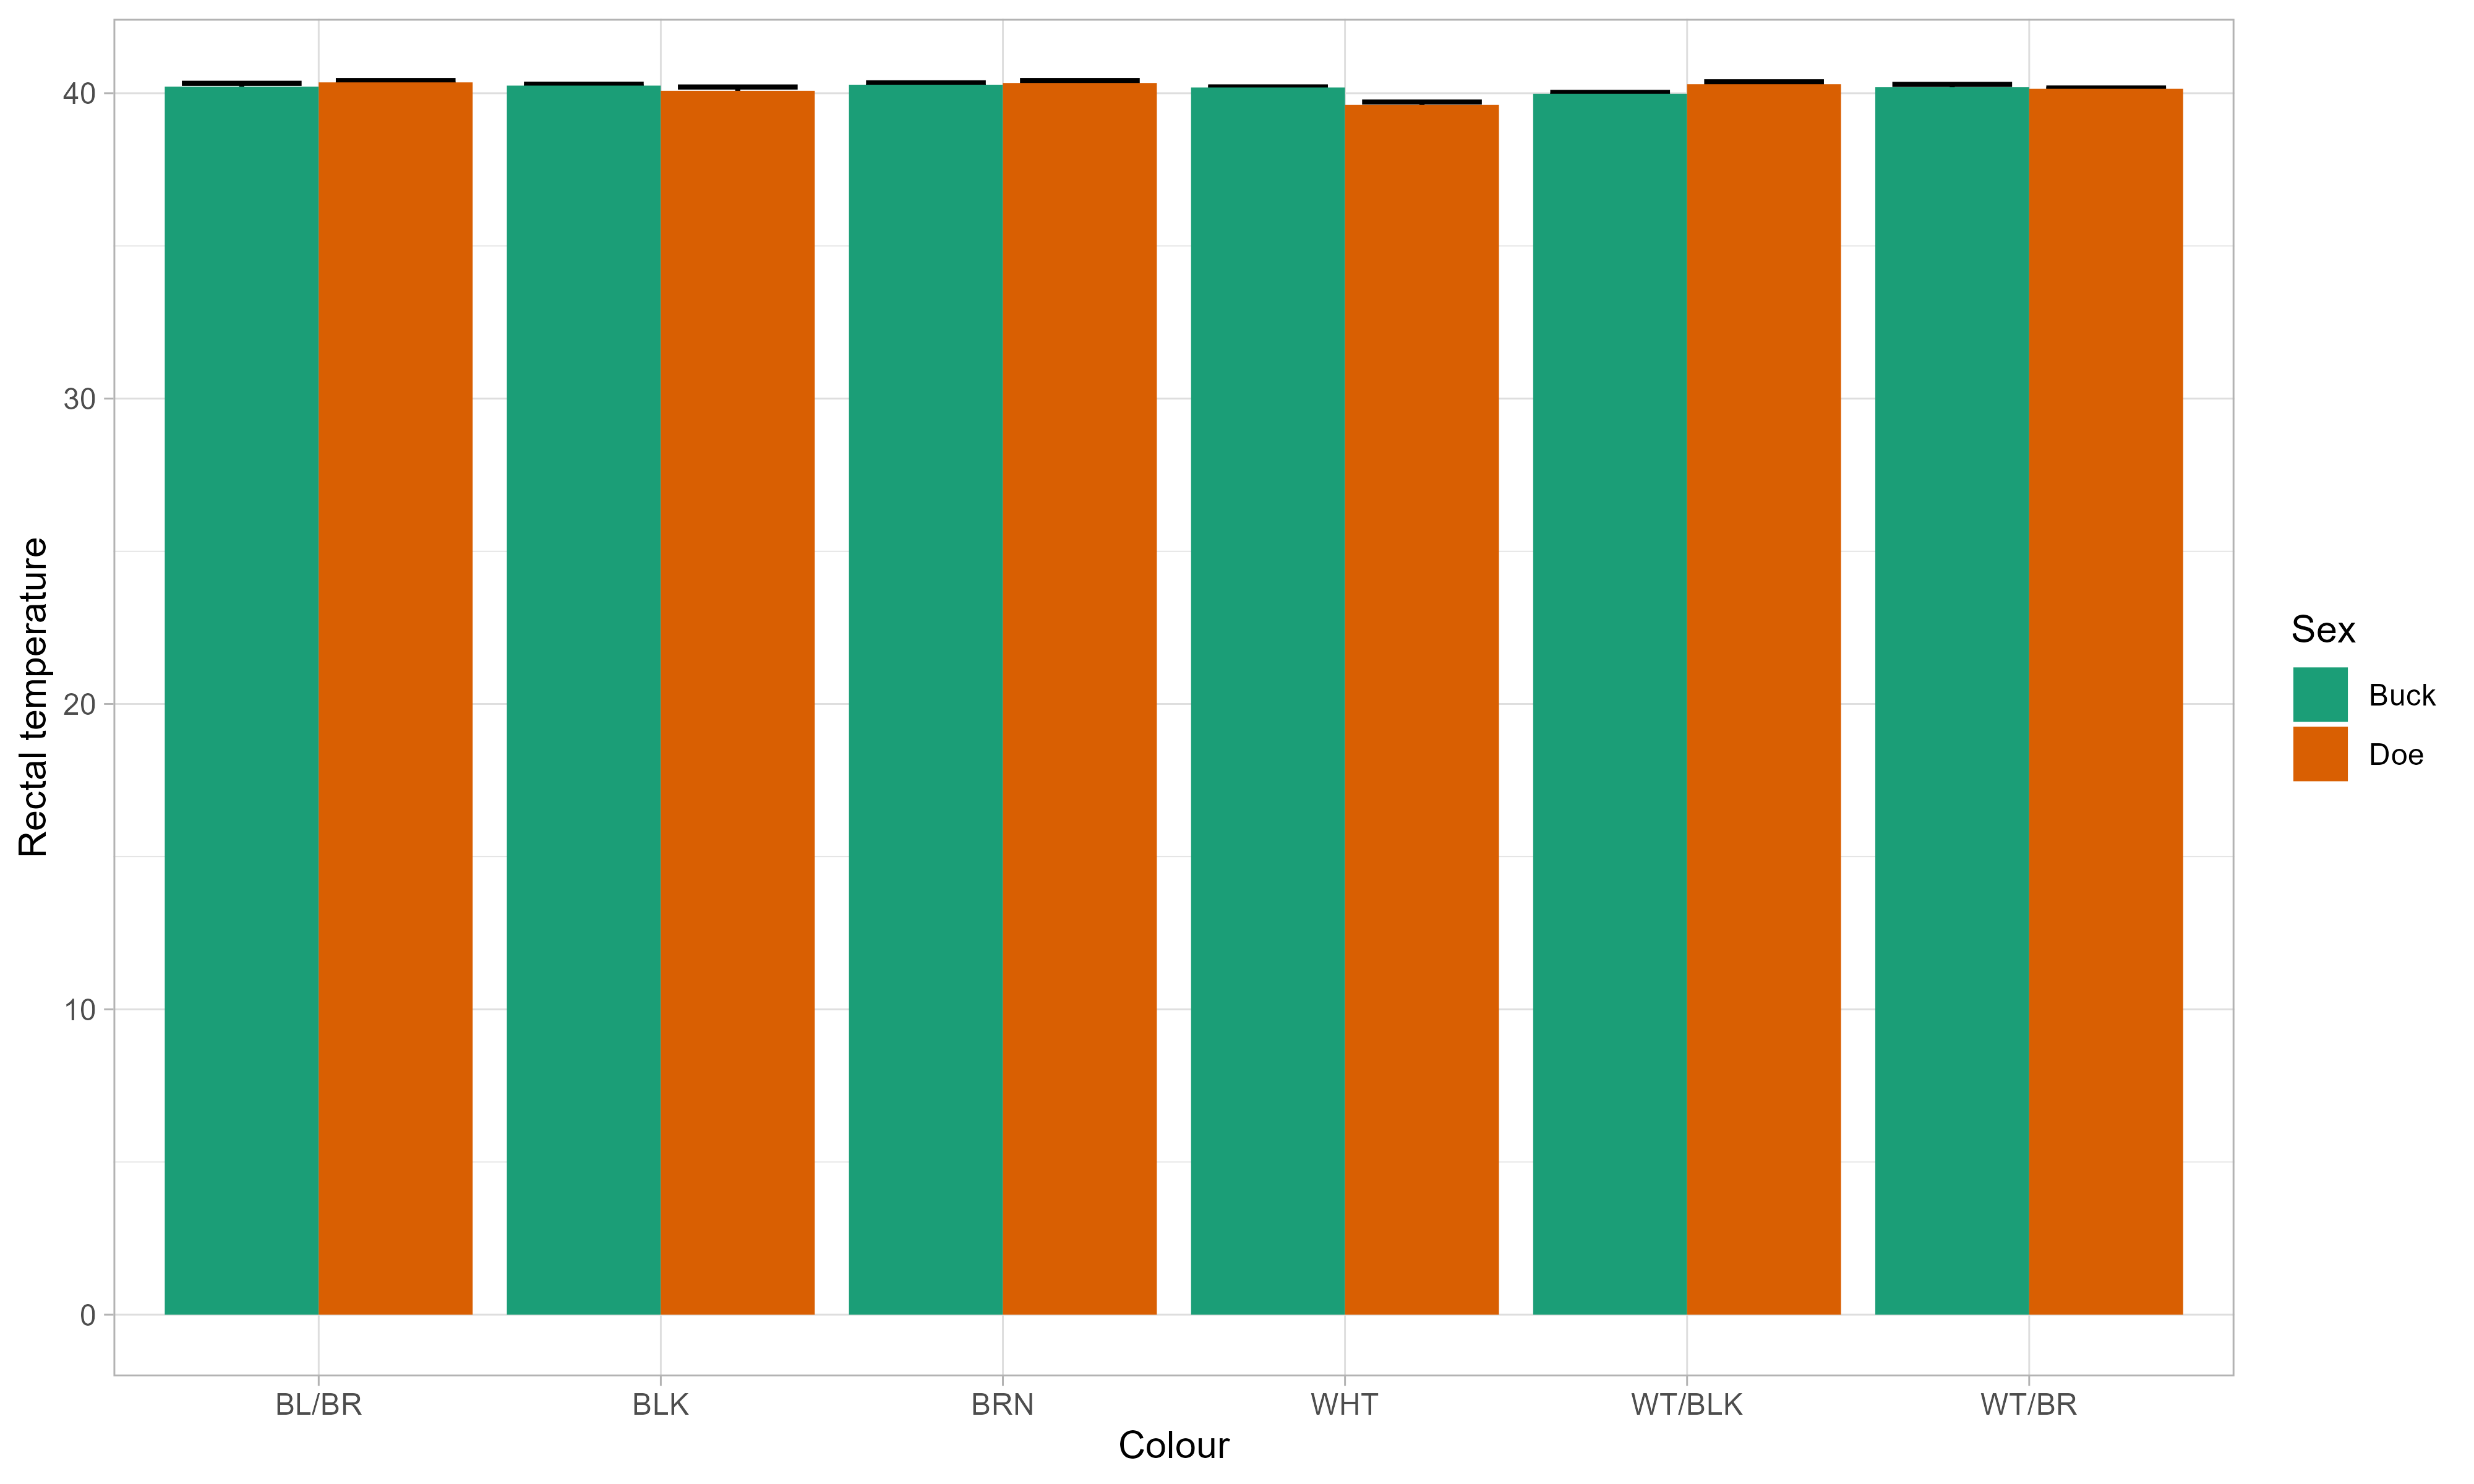 40
30
20
10
0
Rectal temperature
BL/BR
BLK
BRN
WHT
WT/BLK
WT/BR
Colour
Sex
Buck
Doe